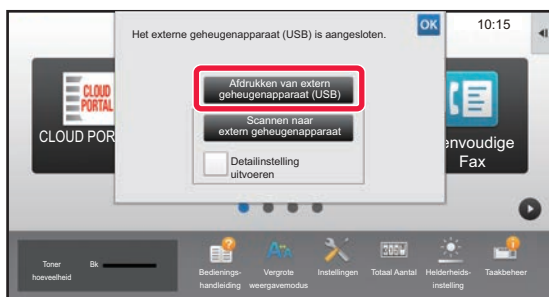 Het externe geheugenapparaat (USB) is aangesloten.
OK
10:15
Afdrukken van extern
geheugenapparaat (USB)
Scannen naar
extern geheugenapparaat
Detailinstelling
uitvoeren
CLOUD
PORTAL
CLOUD POR
envoudige
Fax
Toner
hoeveelheid
Bk
Bedienings-
handleiding
Vergrote
weergavemodus
Instellingen
Totaal Aantal
Helderheids-
instelling
Taakbeheer